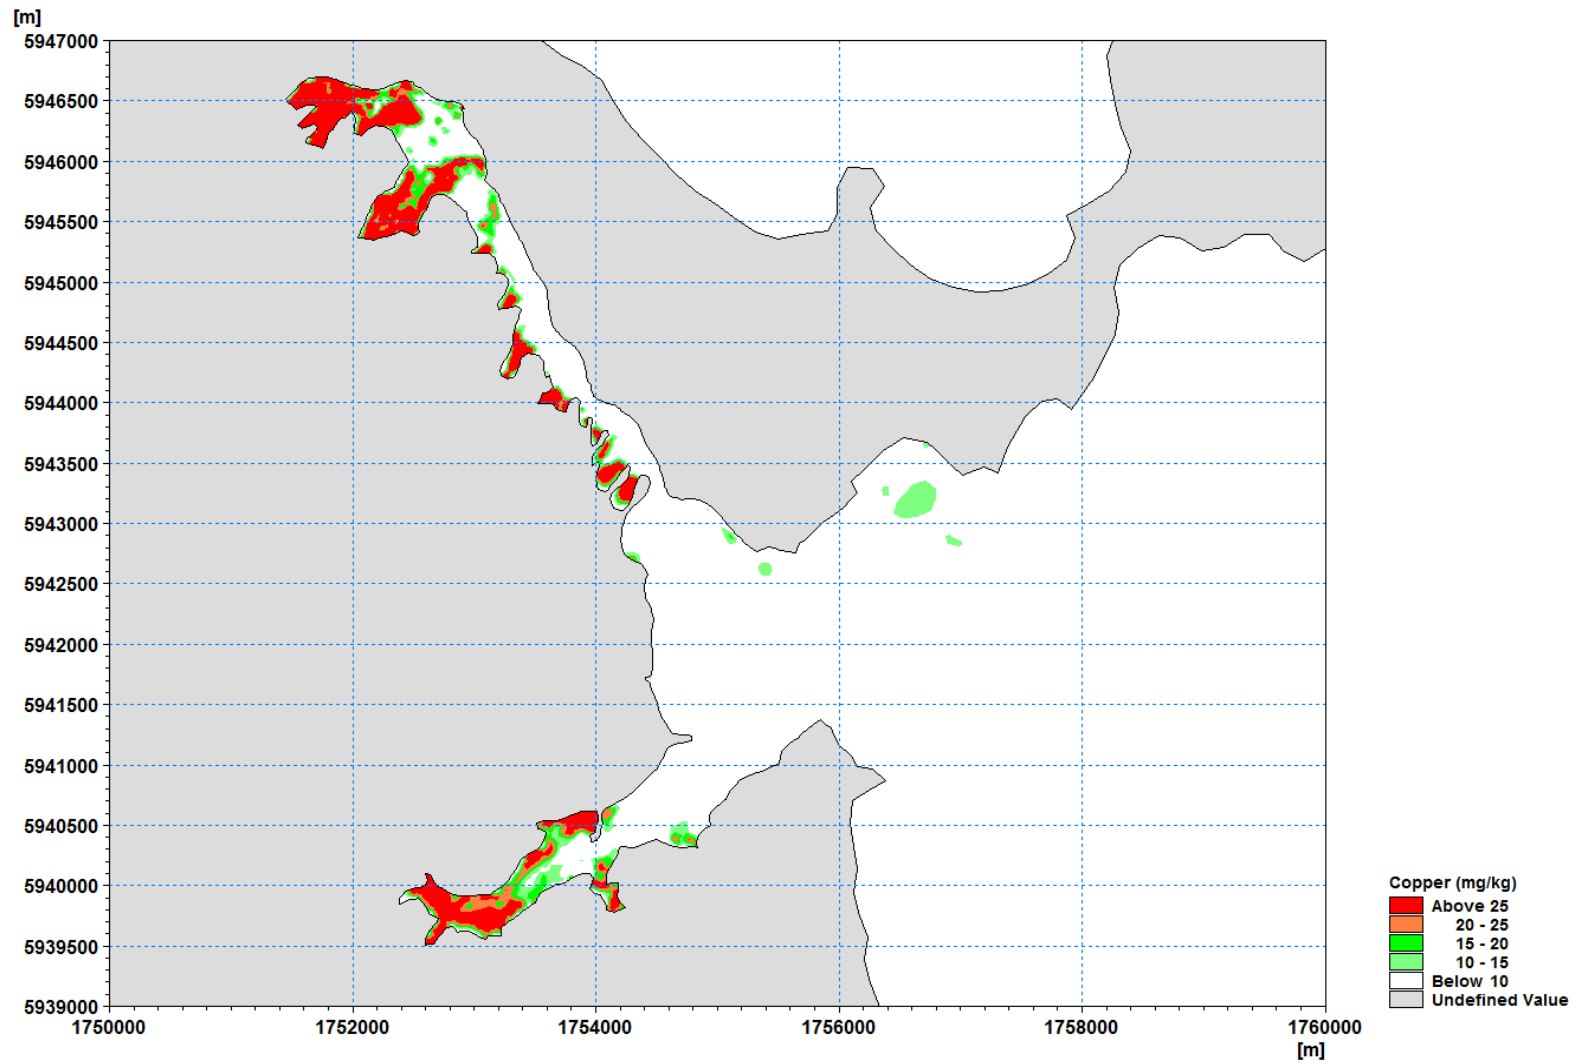 [m]
5947000
5946500
5946000
5945500
5945000
5944500
5944000
5943500
5943000
5942500
5942000
5941500
5941000
5940500
5940000
5939500
5939000
1750000 1752000 1754000 1756000 1758000 1760000
[m]
Copper (mg/kg)
Above 25
20 - 25
15 - 20
10 - 15
Below 10
Undefined Value